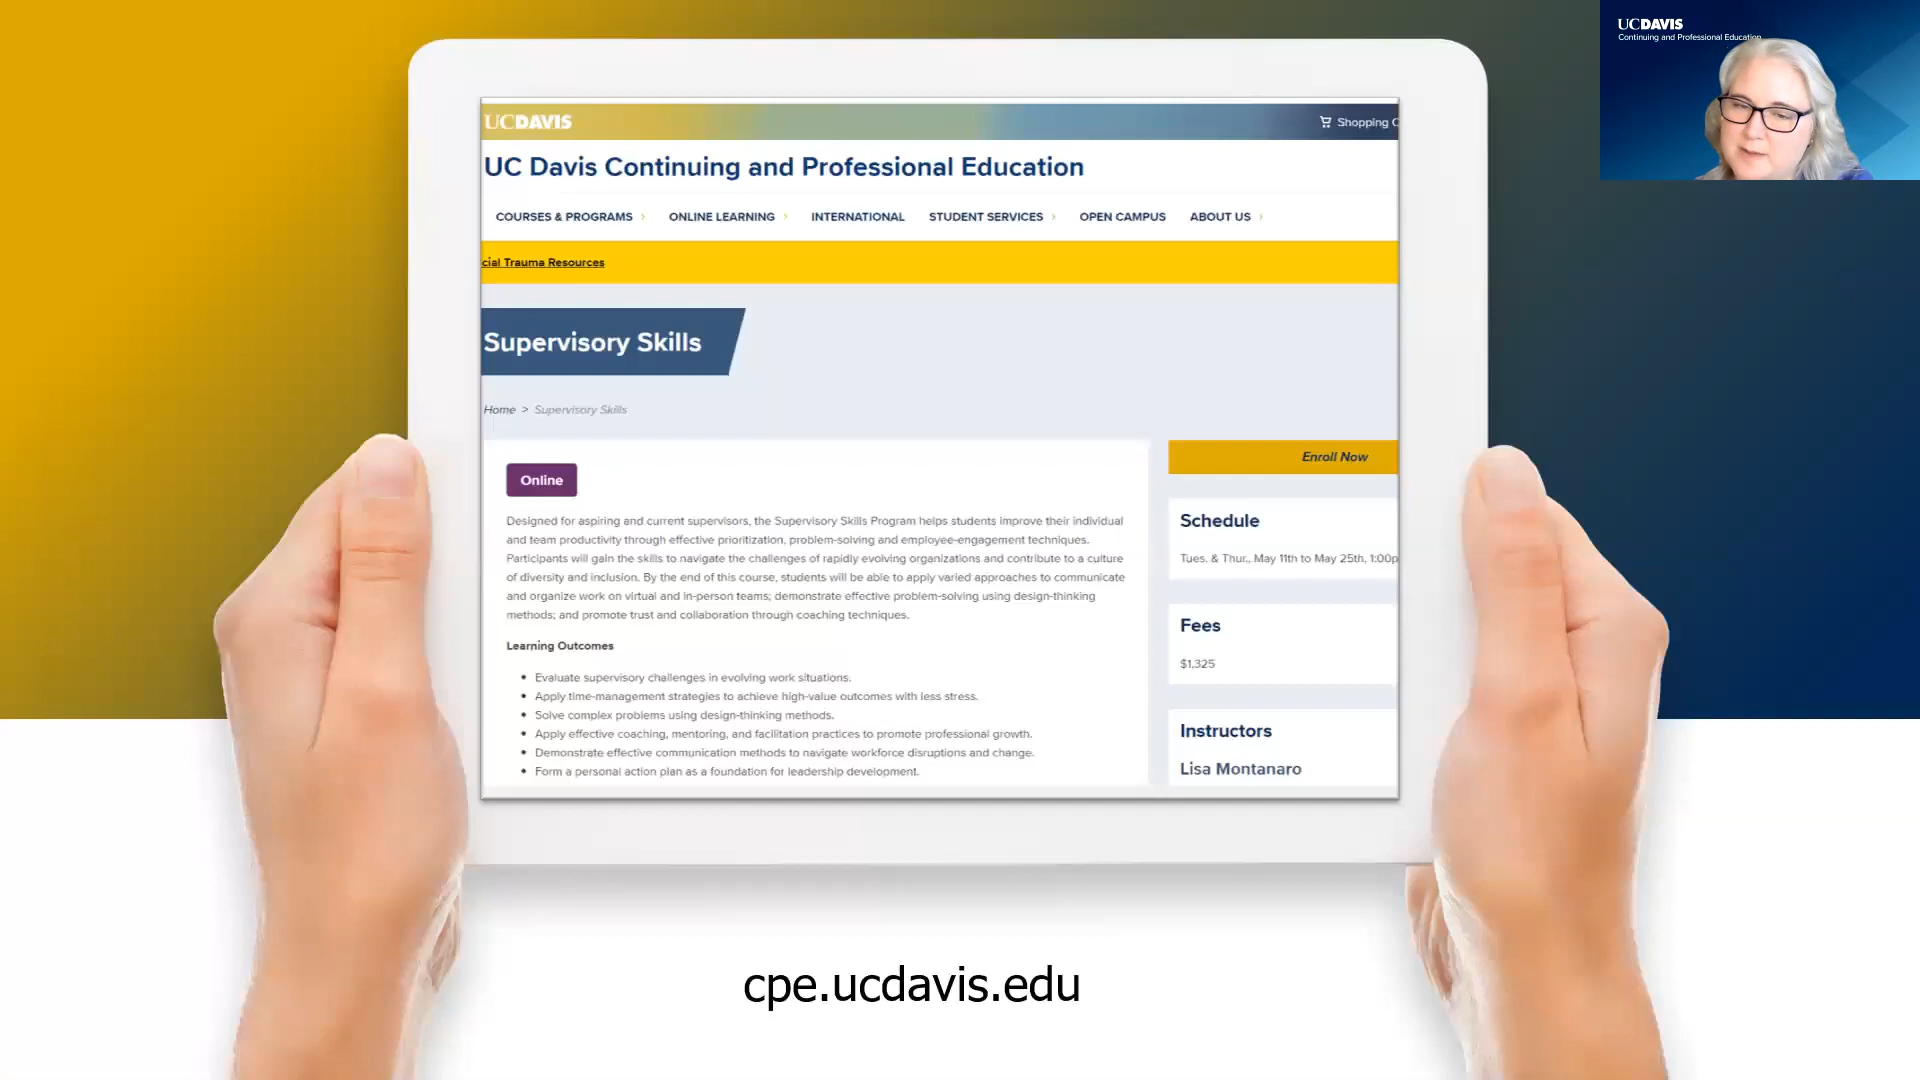 UCDAVIS
Continuing and Professional Education
UCDAVIS
Shopping C
UC Davis Continuing and Professional Education
COURSES & PROGRAMS
ONLINE LEARNING
INTERNATIONAL
STUDENT SERVICES
OPEN CAMPUS
ABOUT US
cial Trauma Resources
Supervisory Skills
Home > Supervisory Skills
Online
Designed for aspiring and current supervisors, the Supervisory Skills Program helps students improve their individual
and team productivity through effective prioritization, problem-solving and employee-engagement techniques.
Participants will gain the skills to navigate the challenges of rapidly evolving organizations and contribute to a culture
of diversity and inclusion. By the end of this course, students will be able to apply varied approaches to communicate
and organize work on virtual and in-person teams; demonstrate effective problem-solving using design-thinking
methods; and promote trust and collaboration through coaching techniques.
Learning Outcomes
• Evaluate supervisory challenges in evolving work situations.
• Apply time-management strategies to achieve high-value outcomes with less stress.
• Solve complex problems using design-thinking methods.
• Apply effective coaching, mentoring, and facilitation practices to promote professional growth.
• Demonstrate effective communication methods to navigate workforce disruptions and change.
• Form a personal action plan as a foundation for leadership development.
Enroll Now
Schedule
Tues. & Thur., May 11th to May 25th, 1:00p
Fees
$1,325
Instructors
Lisa Montanaro
cpe.ucdavis.edu